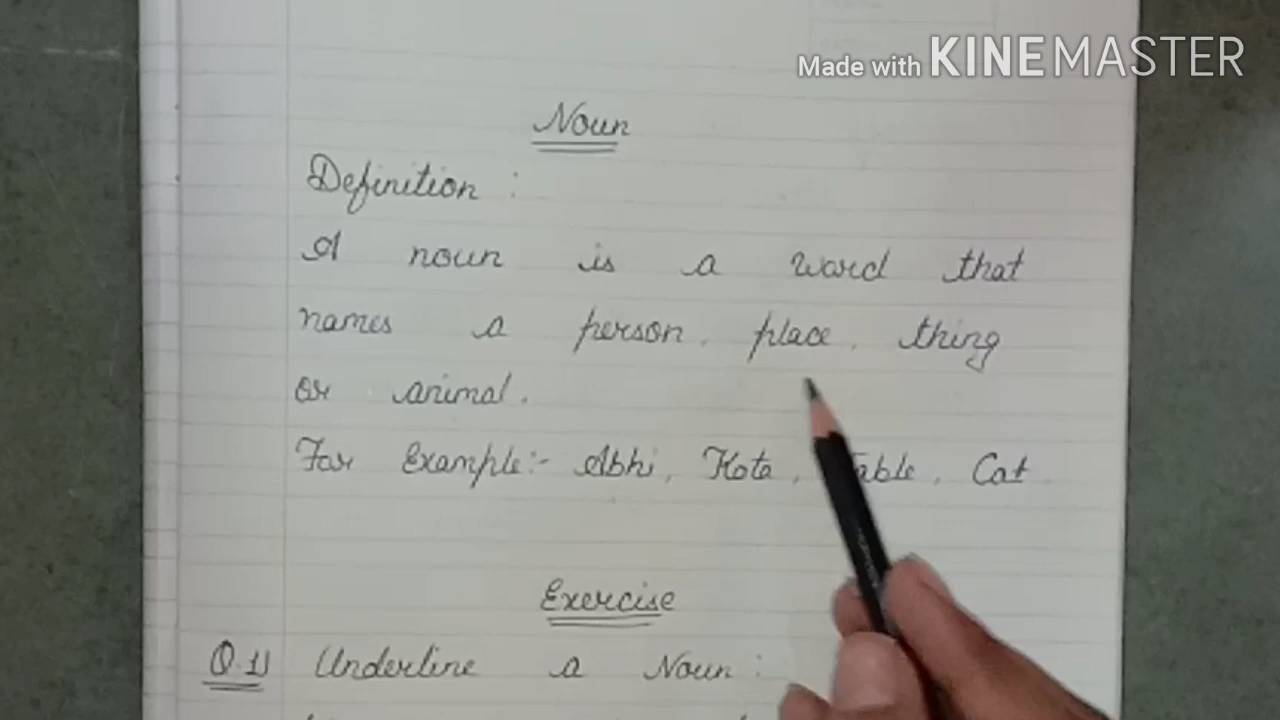 Made with KINEMASTER
Noun
Definition :
A noun is a word that
names a person, place, thing
or animal.
For Example:- Abhi, Kota, Table, Cat
Exercise
Q.1) Underline a Noun :